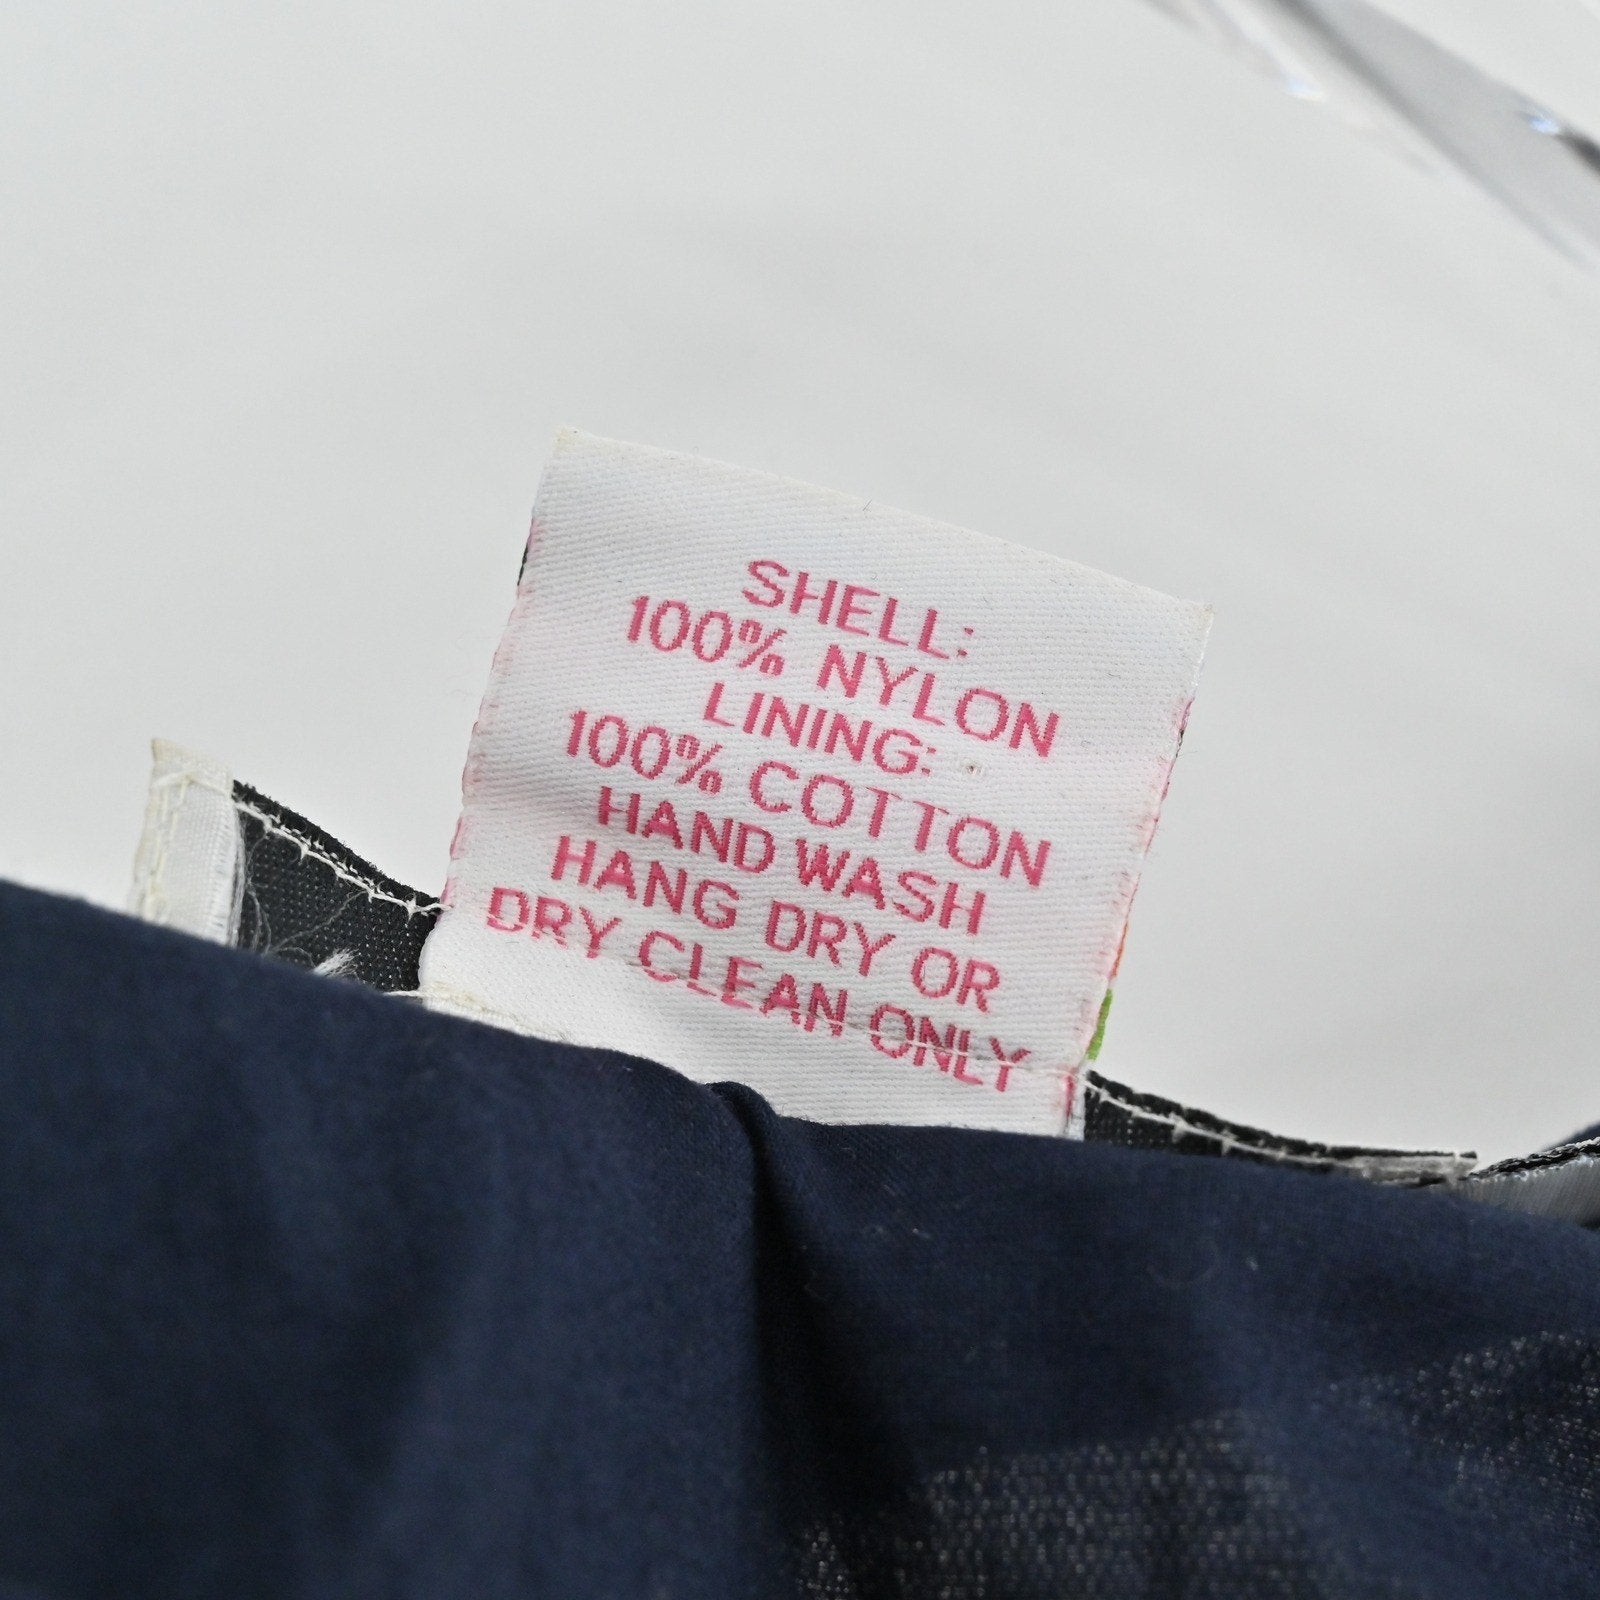 SHELL:
100% NYLON
LINING:
100% COTTON
HAND WASH
HANG DRY OR
DRY CLEAN ONLY